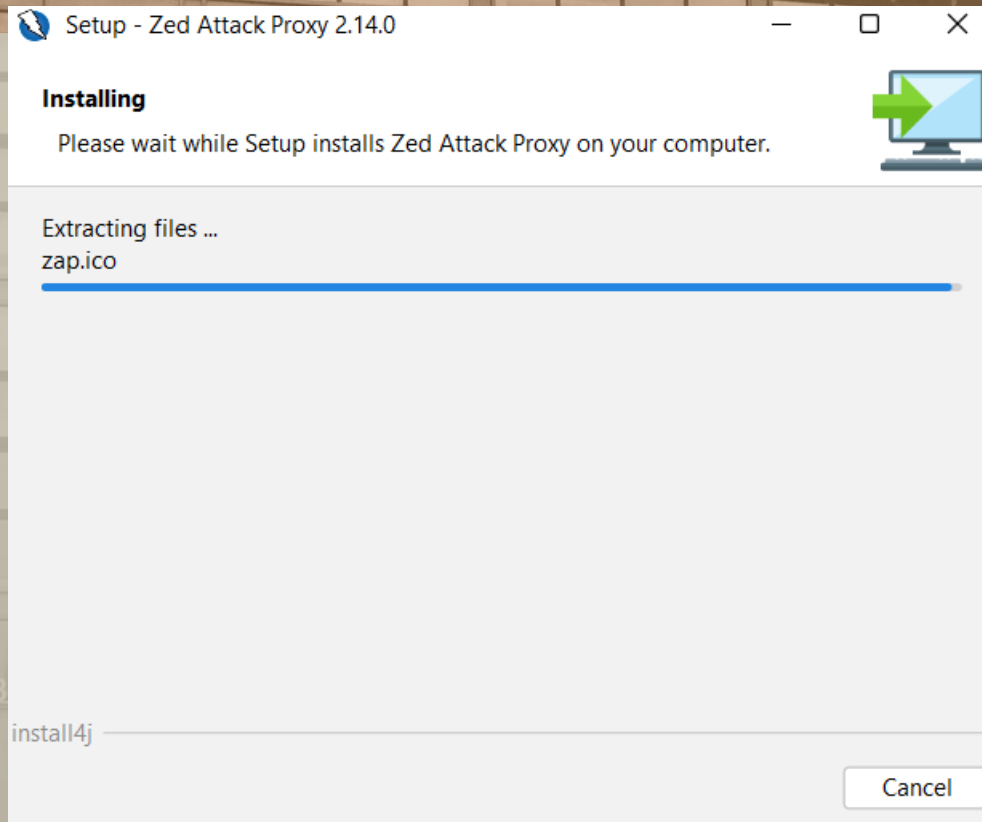 Setup - Zed Attack Proxy 2.14.0
Installing
Please wait while Setup installs Zed Attack Proxy on your computer.
Extracting files ...
zap.ico
install4j
Cancel